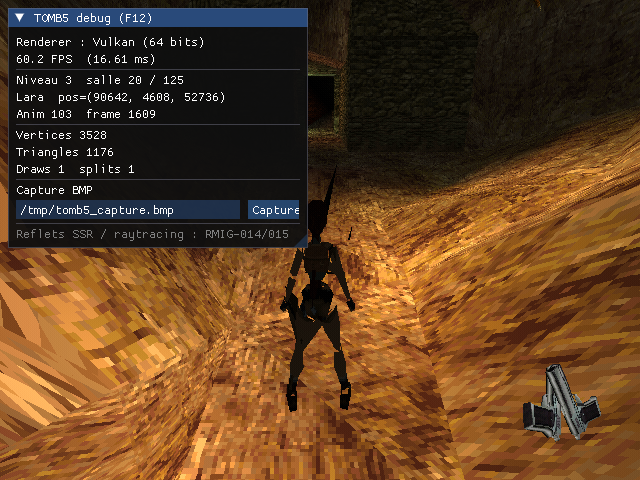 TOMB5 debug (F12)
Renderer : Vulkan (64 bits)
60.2 FPS (16.61 ms)
Niveau 3 salle 20 / 125
Lara pos=(90642, 4608, 52736)
Anim 103 frame 1609
Vertices 3528
Triangles 1176
Draws 1 splits 1
Capture BMP
/tmp/tomb5_capture.bmp Capture
Reflets SSR / raytracing : RMIG-014/015